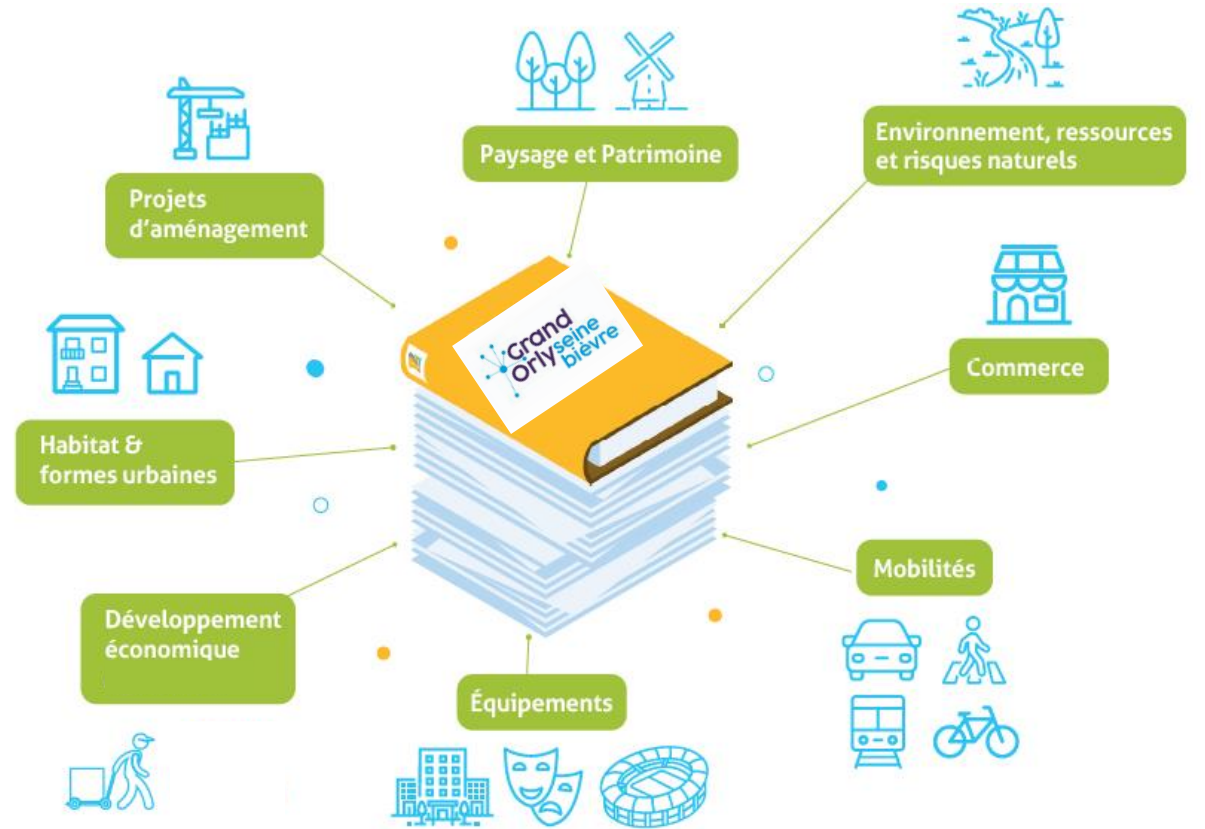 Paysage et Patrimoine
Environnement, ressources
et risques naturels
Projets
d'aménagement
Grand
Orly seine
bièvre
Commerce
Habitat &
formes urbaines
Mobilités
Développement
économique
Équipements